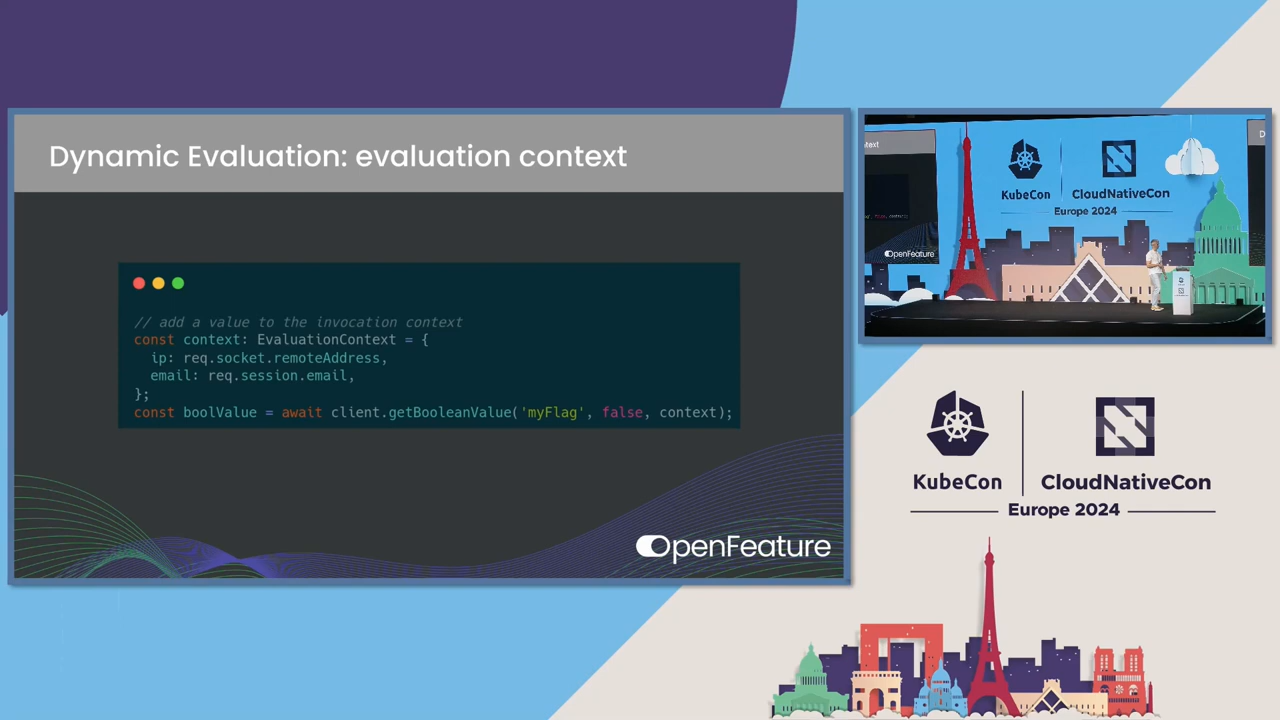 Dynamic Evaluation: evaluation context
// add a value to the invocation context
const context: EvaluationContext = {
ip: req.socket.remoteAddress,
email: req.session.email,
};
const boolValue = await client.getBooleanValue('myFlag', false, context);
OpenFeature
text
OpenFeature
KubeCon
CloudNativeCon
Europe 2024
D
KubeCon
CloudNativeCon
Europe 2024